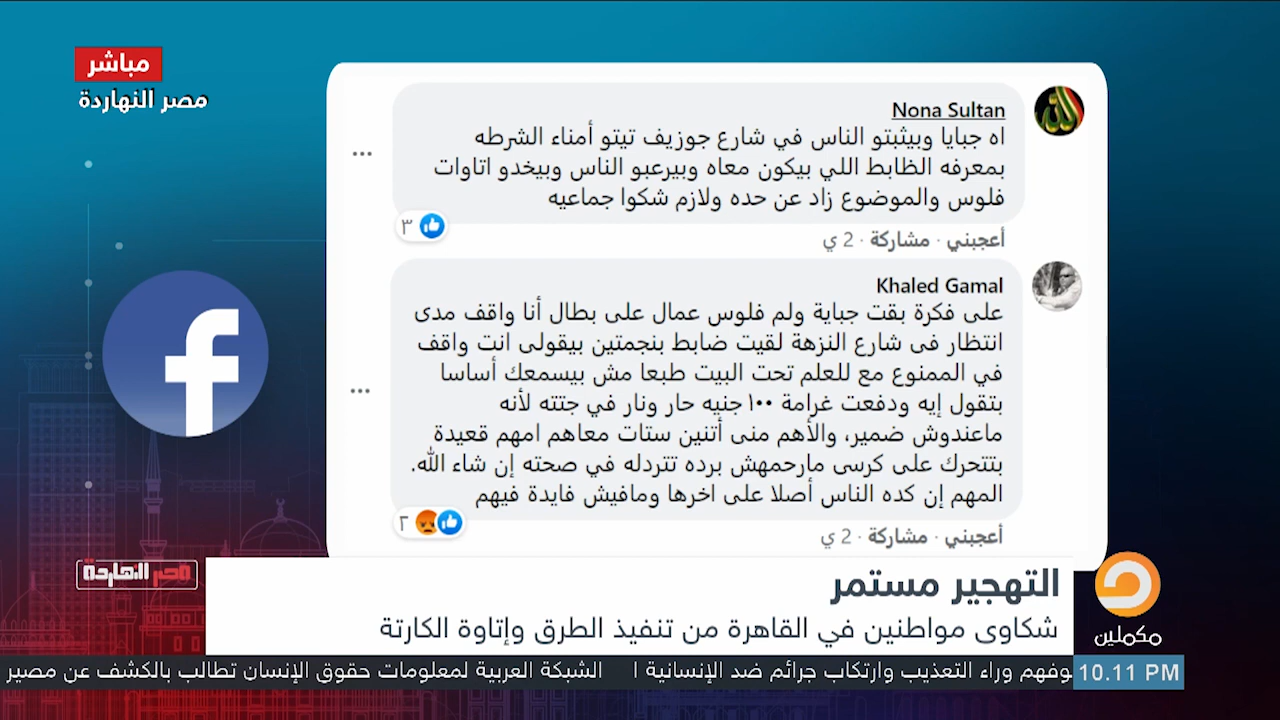 مباشر
مصر النهاردة
Nona Sultan
اه جبايا وبيثبتو الناس في شارع جوزيف تيتو أمناء الشرطه
بمعرفه الظابط اللي بيكون معاه وبيرعبو الناس وبيخدو اتاوات
فلوس والموضوع زاد عن حده ولازم شكوا جماعيه
٣
أعجبني · مشاركة · 2 ي
Khaled Gamal
على فكرة بقت جباية ولم فلوس عمال على بطال أنا واقف مدى
انتظار فى شارع النزهة لقيت ضابط بنجمتين بيقولى انت واقف
في الممنوع مع للعلم تحت البيت طبعا مش بيسمعك أساسا
بتقول إيه ودفعت غرامة ١٠٠ جنيه حار ونار في جتته لأنه
ماعندوش ضمير، والأهم منى أتنين ستات معاهم امهم قعيدة
بتتحرك على كرسى مارحمهش برده تتردله في صحته إن شاء الله.
المهم إن كده الناس أصلا على اخرها ومافيش فايدة فيهم
٢
أعجبني · مشاركة · 2 ي
مصر النهاردة
التهجير مستمر
شكاوى مواطنين في القاهرة من تنفيذ الطرق وإتاوة الكارتة
مكملين
وقوفهم وراء التعذيب وارتكاب جرائم ضد الإنسانية ا الشبكة العربية لمعلومات حقوق الإنسان تطالب بالكشف عن مصير
10.11 PM